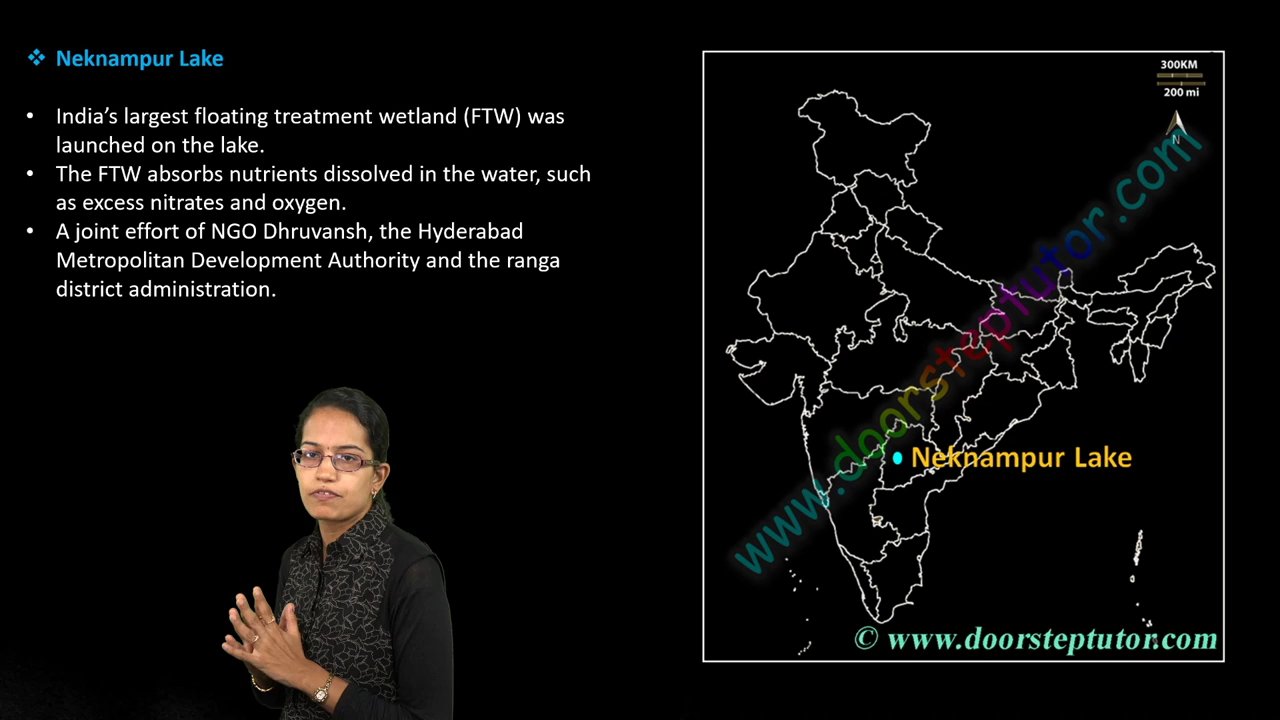 ❖ Neknampur Lake
• India’s largest floating treatment wetland (FTW) was
launched on the lake.
• The FTW absorbs nutrients dissolved in the water, such
as excess nitrates and oxygen.
• A joint effort of NGO Dhruvansh, the Hyderabad
Metropolitan Development Authority and the ranga
district administration.
300KM
200 mi
N
www.doorsteptutor.com
Neknampur Lake
© www.doorsteptutor.com